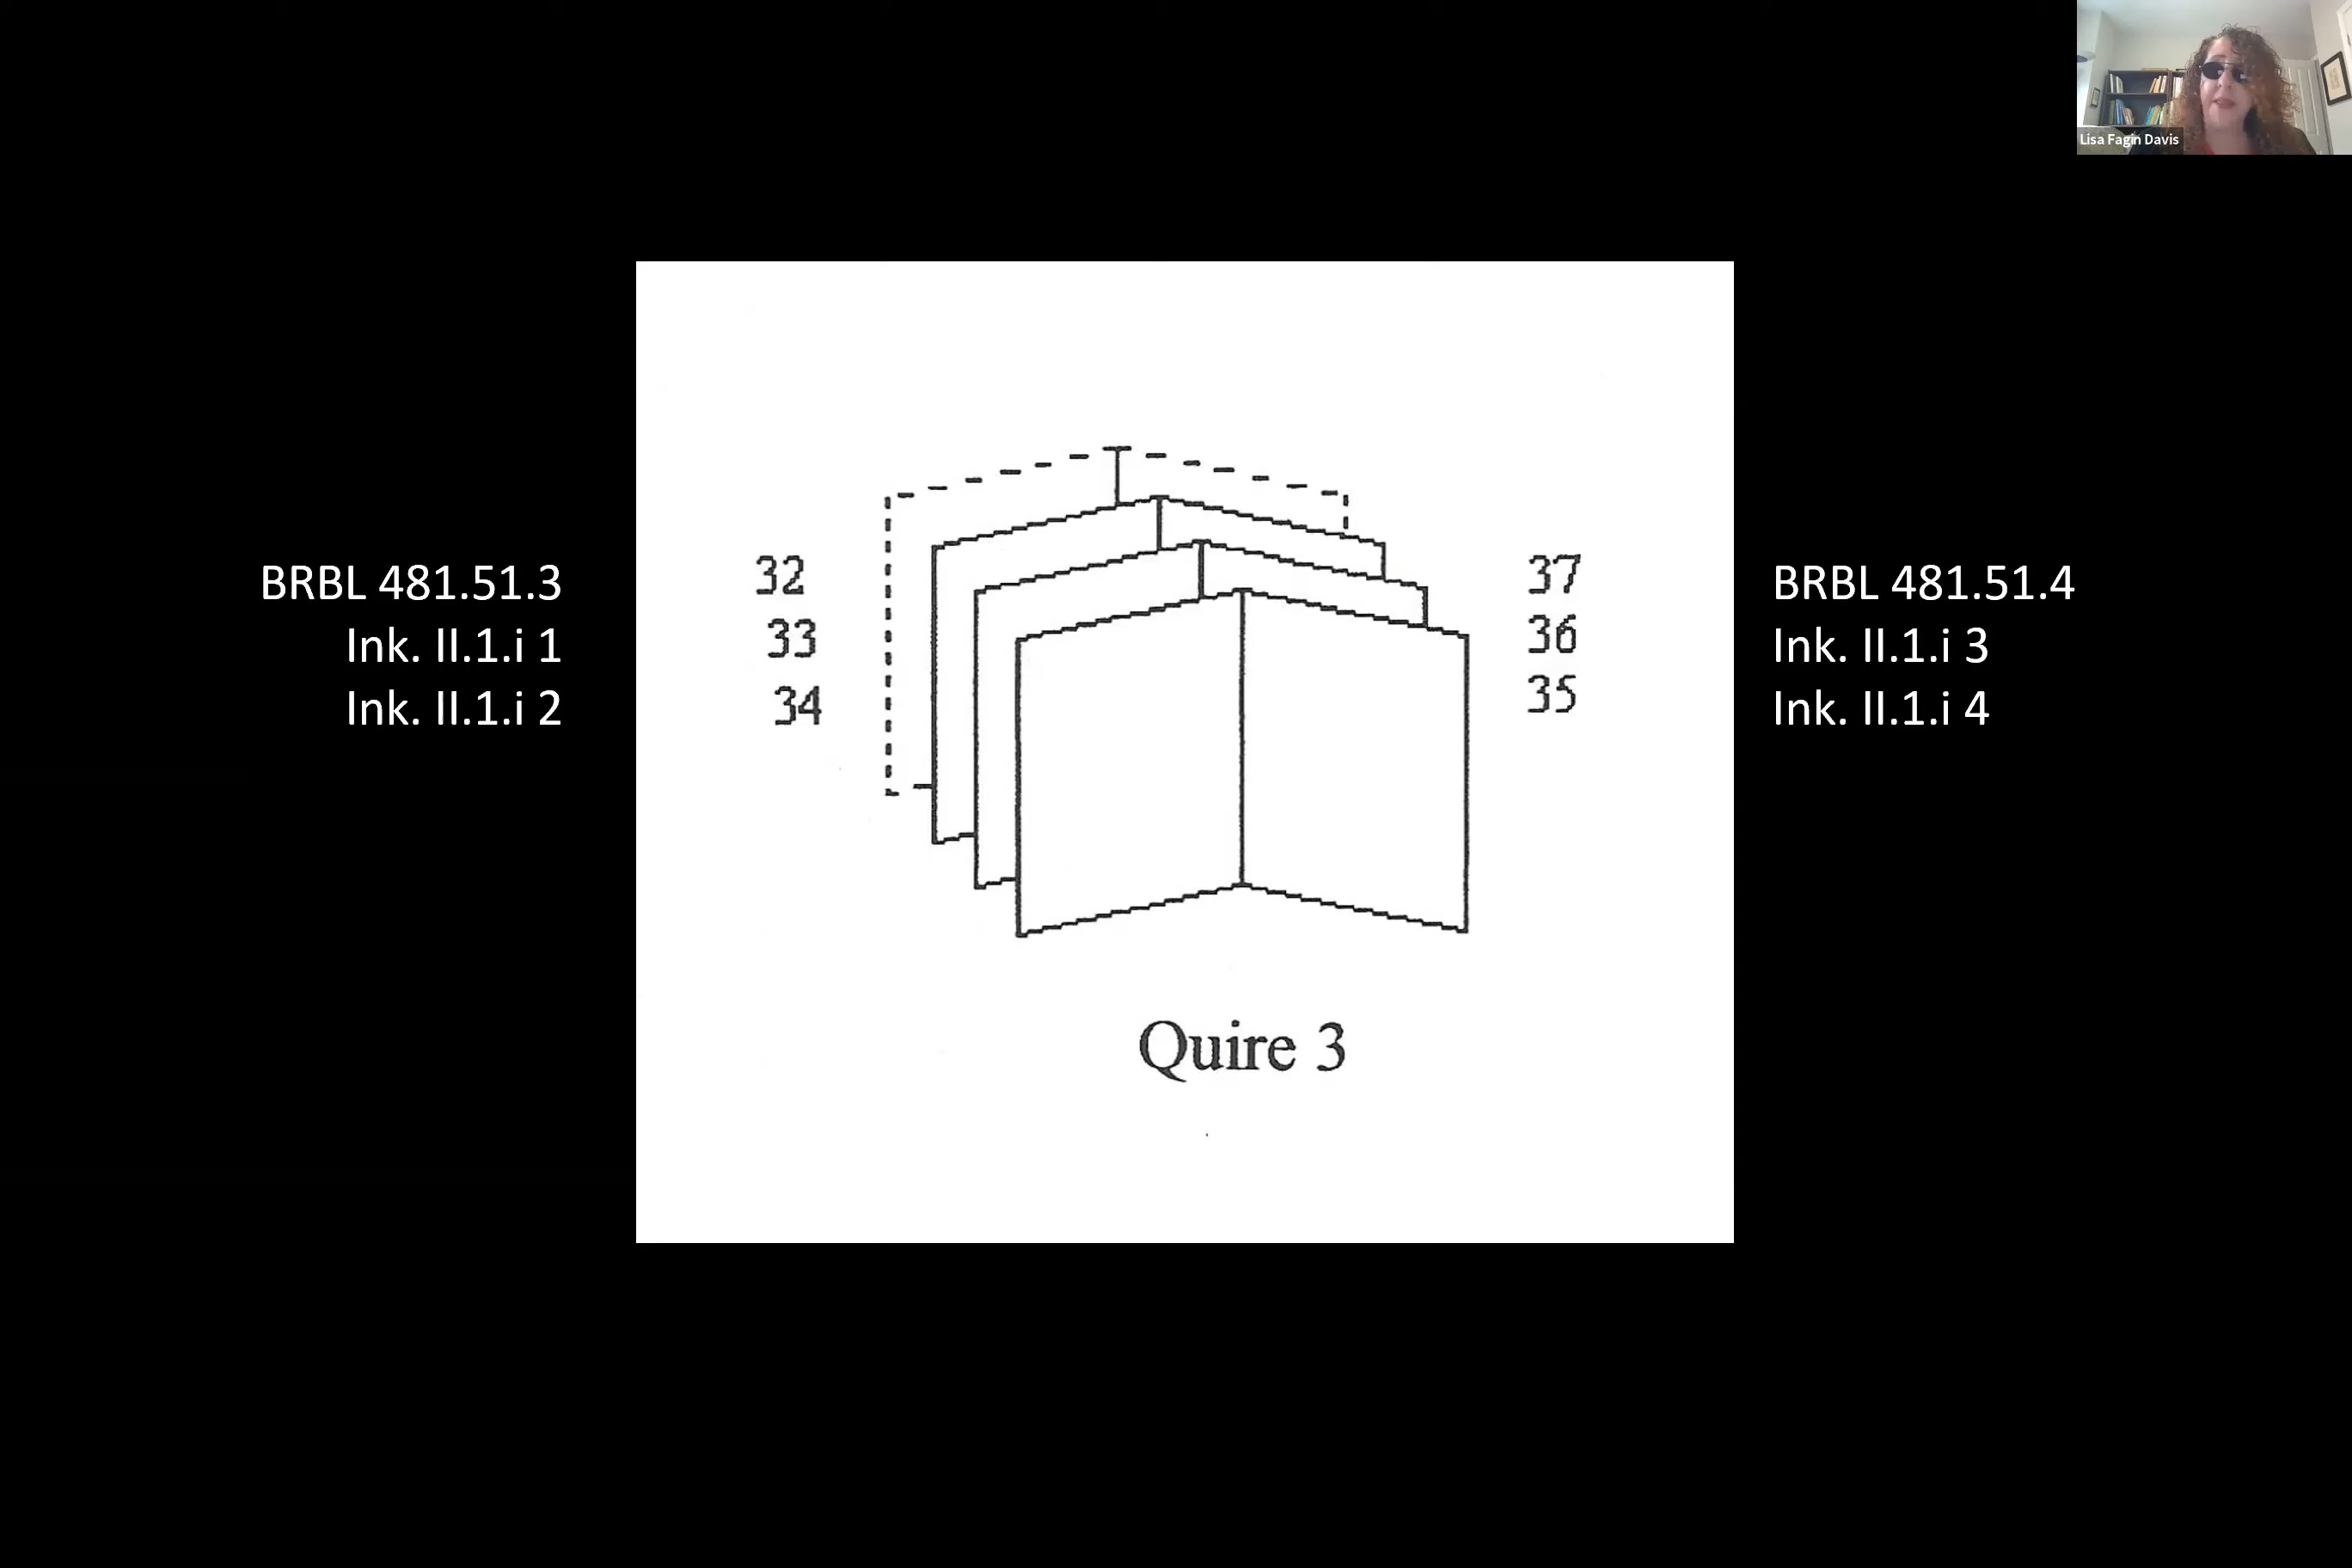 Lisa Fagin Davis
BRBL 481.51.3
Ink. II.1.i 1
Ink. II.1.i 2
32
33
34
37
36
35
BRBL 481.51.4
Ink. II.1.i 3
Ink. II.1.i 4
Quire 3